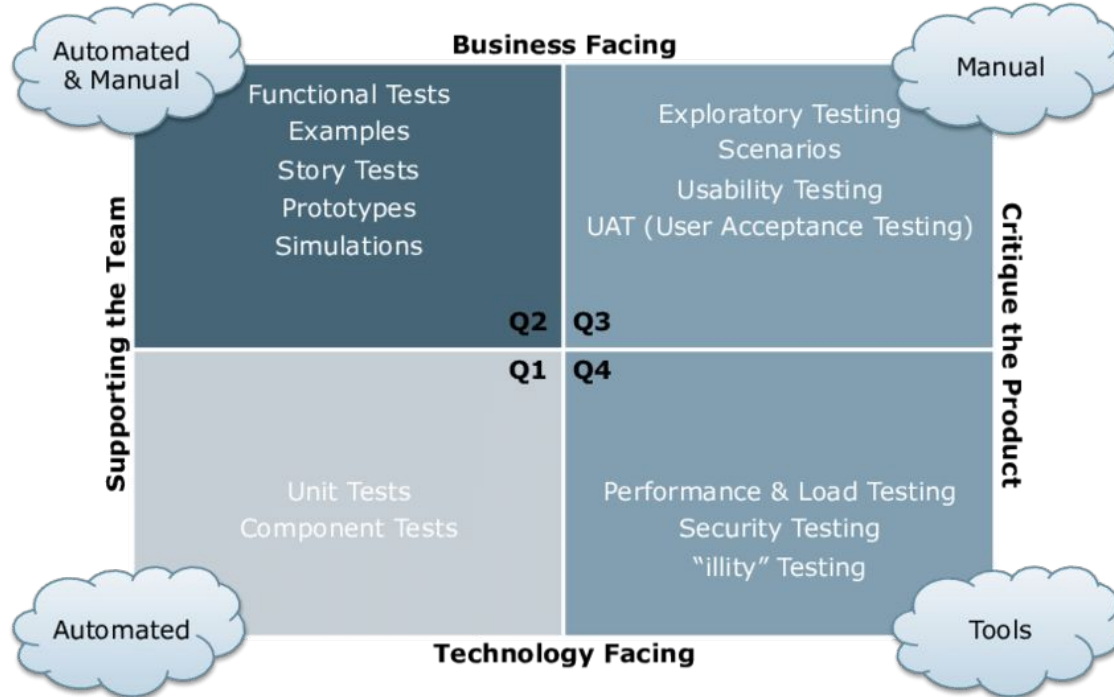 Automated
& Manual
Business Facing
Manual
Functional Tests
Examples
Story Tests
Prototypes
Simulations
Exploratory Testing
Scenarios
Usability Testing
UAT (User Acceptance Testing)
Supporting the Team
Critique the Product
Q2
Q3
Q1
Q4
Unit Tests
Component Tests
Performance & Load Testing
Security Testing
“illity” Testing
Automated
Technology Facing
Tools